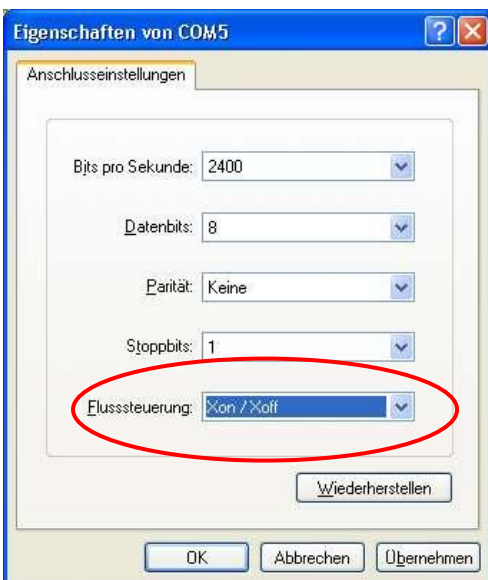 Eigenschaften von COM5
Anschlusseinstellungen
Bits pro Sekunde: 2400
Datenbits: 8
Parität: Keine
Stoppbits: 1
Flusssteuerung: Xon / Xoff
Wiederherstellen
OK Abbrechen Übernehmen